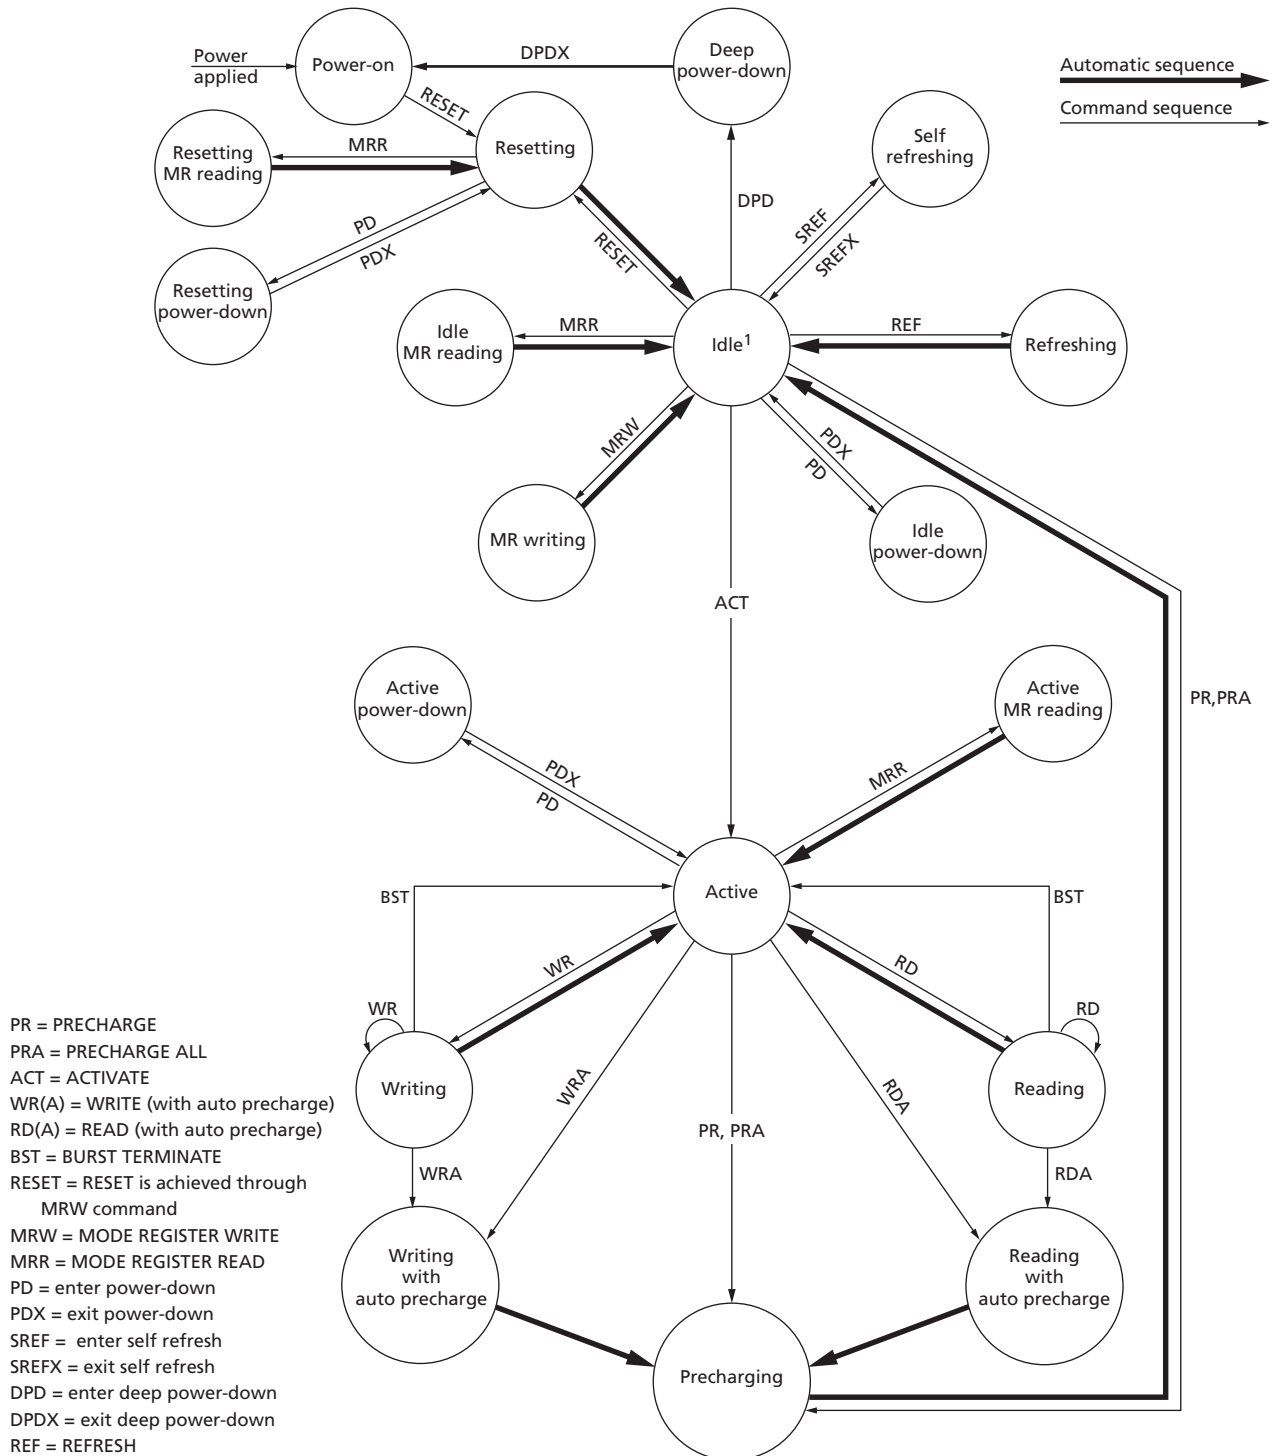 Power
applied
Power-on
DPDX
Deep
power-down
Automatic sequence
Command sequence
RESET
Resetting
MR reading
MRR
Resetting
Self
refreshing
DPD
SREF
SREFX
PD
PDX
RESET
Resetting
power-down
Idle
MR reading
MRR
Idle1
REF
Refreshing
MRW
PDX
PD
MR writing
Idle
power-down
ACT
Active
power-down
Active
MR reading
PR,PRA
PDX
PD
MRR
BST
Active
BST
WR
RD
WR
RD
Writing
Reading
WRA
RDA
PR, PRA
WRA
RDA
Writing
with
auto precharge
Reading
with
auto precharge
Precharging
PR = PRECHARGE
PRA = PRECHARGE ALL
ACT = ACTIVATE
WR(A) = WRITE (with auto precharge)
RD(A) = READ (with auto precharge)
BST = BURST TERMINATE
RESET = RESET is achieved through
MRW command
MRW = MODE REGISTER WRITE
MRR = MODE REGISTER READ
PD = enter power-down
PDX = exit power-down
SREF = enter self refresh
SREFX = exit self refresh
DPD = enter deep power-down
DPDX = exit deep power-down
REF = REFRESH